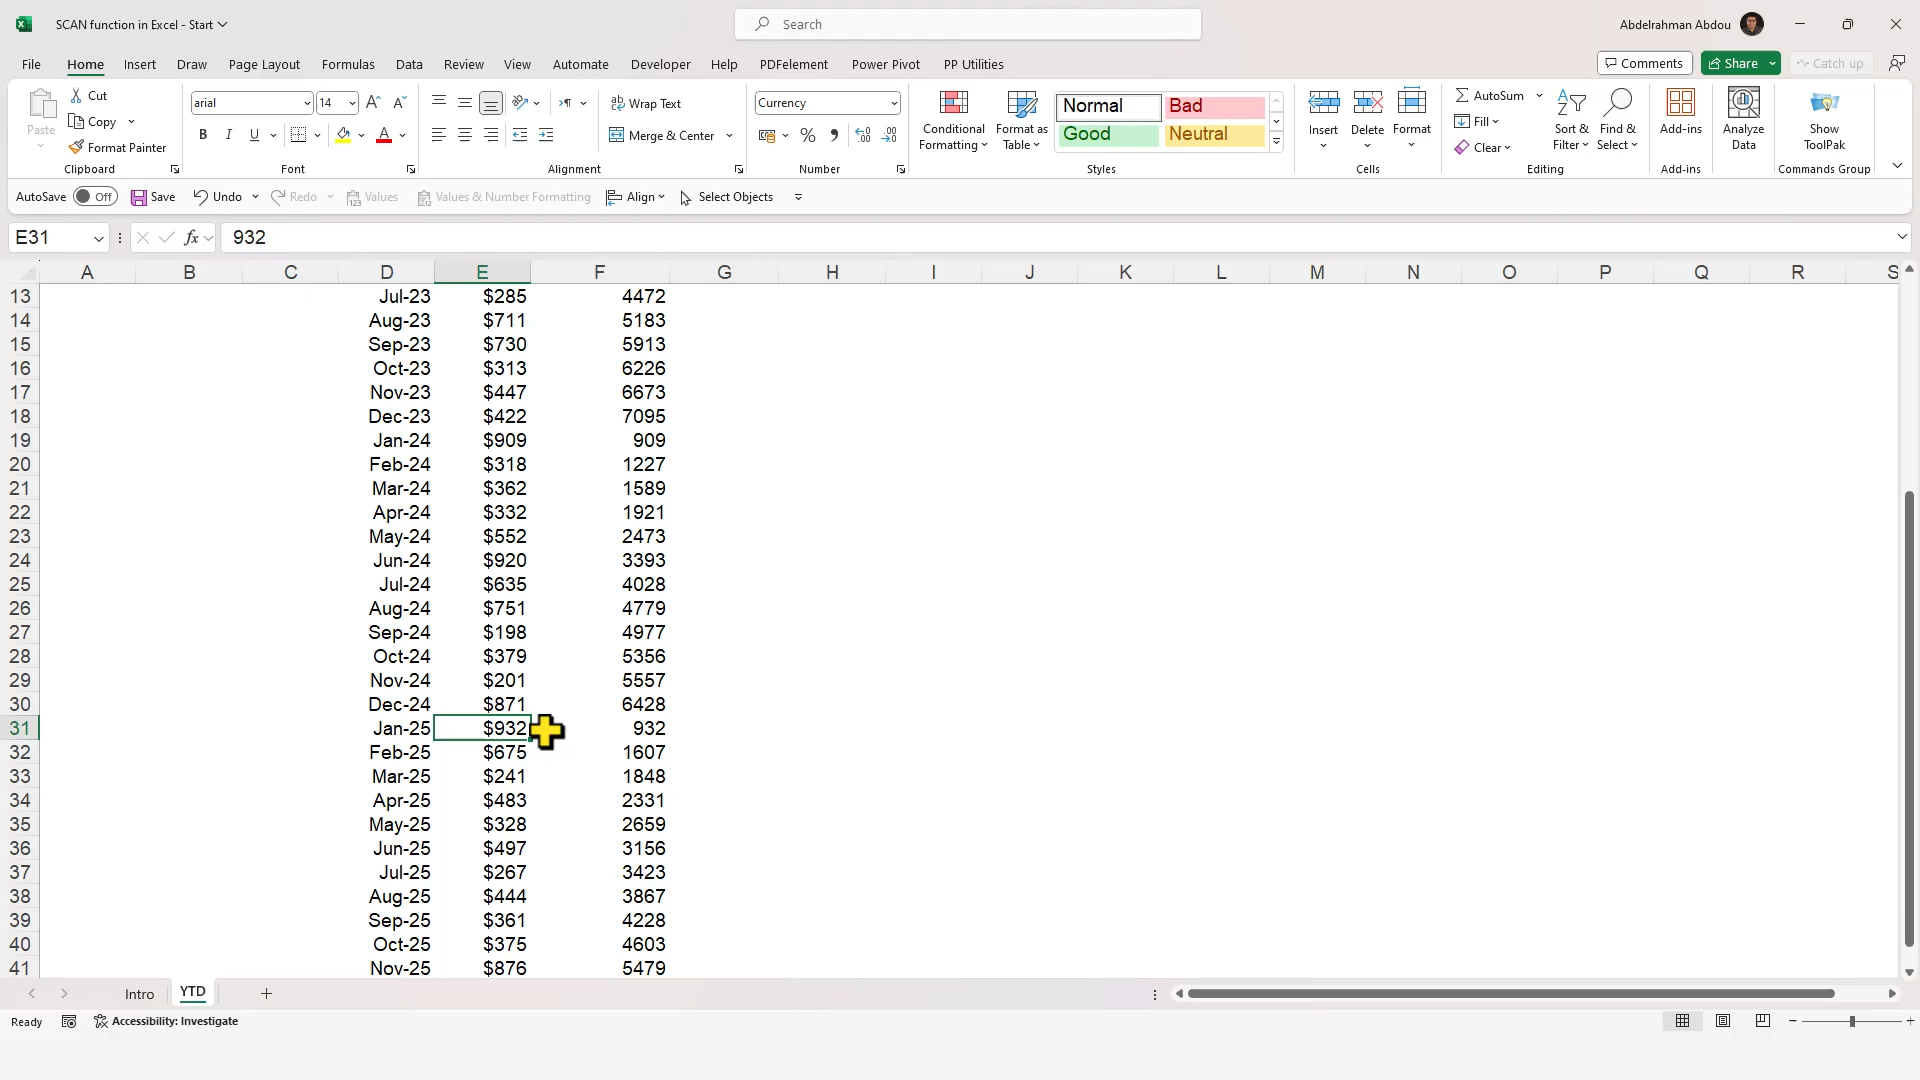 SCAN function in Excel - Start
Search
Abdelrahman Abdou
File Home Insert Draw Page Layout Formulas Data Review View Automate Developer Help PDFelement Power Pivot PP Utilities
Comments Share Catch up
Paste Cut Copy Format Painter Clipboard
arial 14 Font
Wrap Text Merge & Center Alignment
Currency Number
Conditional Formatting Format as Table Normal Bad Good Neutral Styles
Insert Delete Format Cells
AutoSum Fill Clear Sort & Filter Find & Select Editing
Add-ins Add-ins
Analyze Data
Show ToolPak Commands Group
AutoSave Off Save Undo Redo Values Values & Number Formatting Align Select Objects
E31 fx 932
A B C D E F G H I J K L M N O P Q R S
13 Jul-23 $285 4472
14 Aug-23 $711 5183
15 Sep-23 $730 5913
16 Oct-23 $313 6226
17 Nov-23 $447 6673
18 Dec-23 $422 7095
19 Jan-24 $909 909
20 Feb-24 $318 1227
21 Mar-24 $362 1589
22 Apr-24 $332 1921
23 May-24 $552 2473
24 Jun-24 $920 3393
25 Jul-24 $635 4028
26 Aug-24 $751 4779
27 Sep-24 $198 4977
28 Oct-24 $379 5356
29 Nov-24 $201 5557
30 Dec-24 $871 6428
31 Jan-25 $932 932
32 Feb-25 $675 1607
33 Mar-25 $241 1848
34 Apr-25 $483 2331
35 May-25 $328 2659
36 Jun-25 $497 3156
37 Jul-25 $267 3423
38 Aug-25 $444 3867
39 Sep-25 $361 4228
40 Oct-25 $375 4603
41 Nov-25 $876 5479
Intro YTD
Ready Accessibility: Investigate